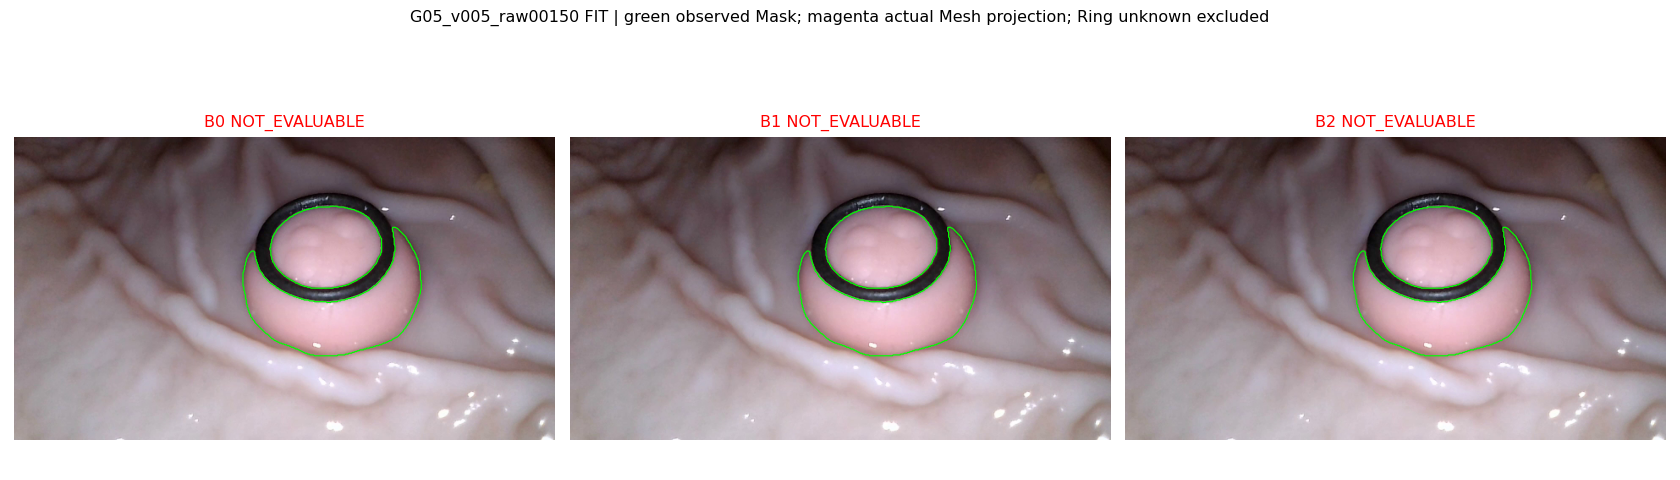 G05_v005_raw00150 FIT | green observed Mask; magenta actual Mesh projection; Ring unknown excluded
B0 NOT_EVALUABLE
B1 NOT_EVALUABLE
B2 NOT_EVALUABLE